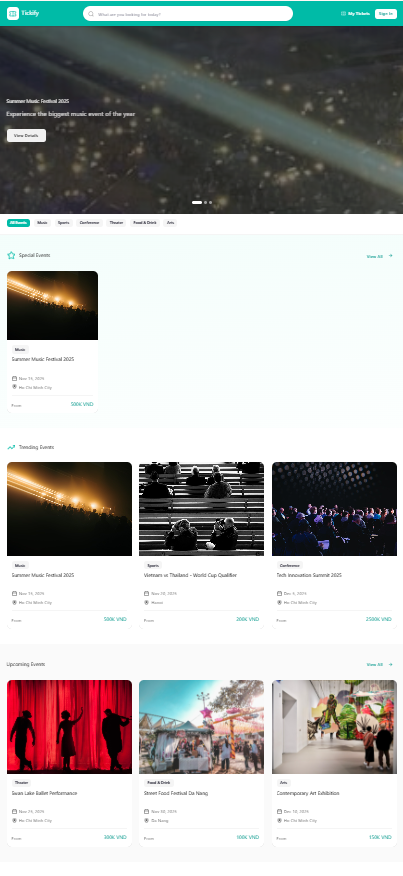 Tickify
What are you looking for today?
My Tickets
Sign In
Summer Music Festival 2025
Experience the biggest music event of the year
View Details
All Events
Music
Sports
Conference
Theater
Food & Drink
Arts
Special Events
View All
Music
Summer Music Festival 2025
Nov 15, 2025
Ho Chi Minh City
From
500K VND
Trending Events
Music
Sports
Conference
Summer Music Festival 2025
Vietnam vs Thailand - World Cup Qualifier
Tech Innovation Summit 2025
Nov 15, 2025
Nov 20, 2025
Dec 5, 2025
Ho Chi Minh City
Hanoi
Ho Chi Minh City
From
500K VND
From
200K VND
From
2500K VND
Upcoming Events
View All
Theater
Food & Drink
Arts
Swan Lake Ballet Performance
Street Food Festival Da Nang
Contemporary Art Exhibition
Nov 25, 2025
Nov 30, 2025
Dec 10, 2025
Ho Chi Minh City
Da Nang
Ho Chi Minh City
From
300K VND
From
100K VND
From
150K VND